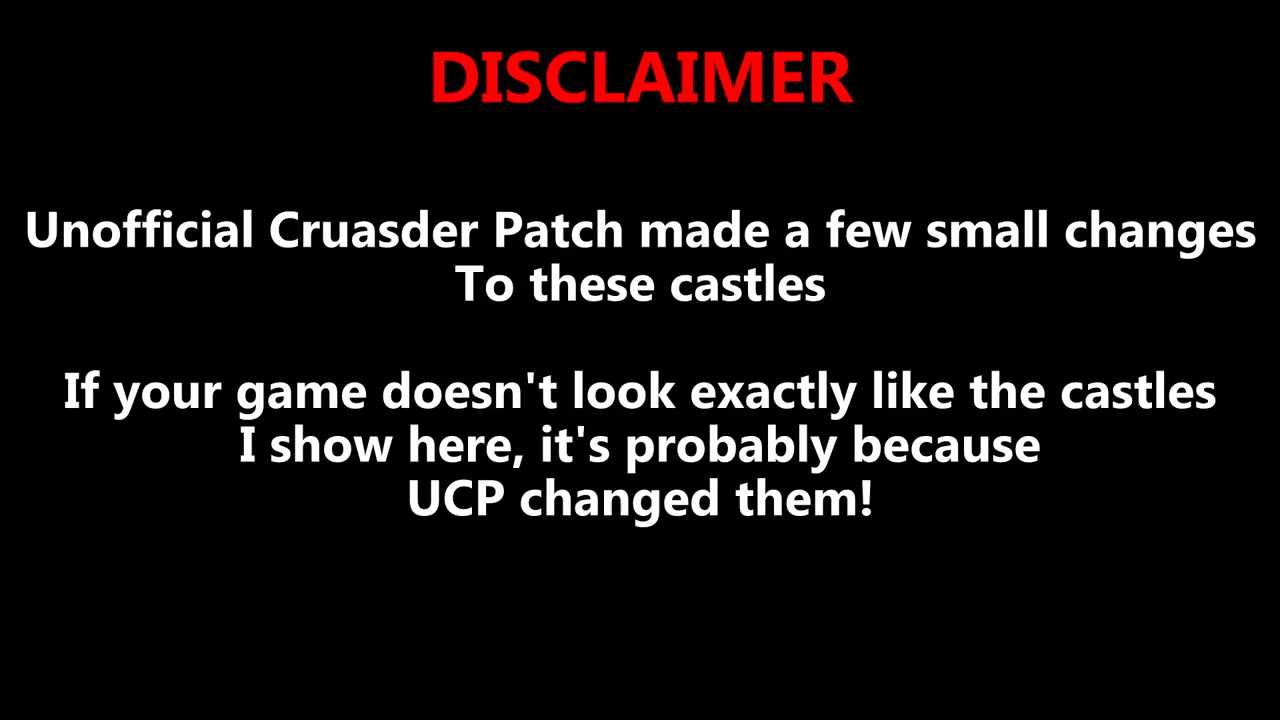 DISCLAIMER
Unofficial Cruasder Patch made a few small changes
To these castles
If your game doesn't look exactly like the castles
I show here, it's probably because
UCP changed them!